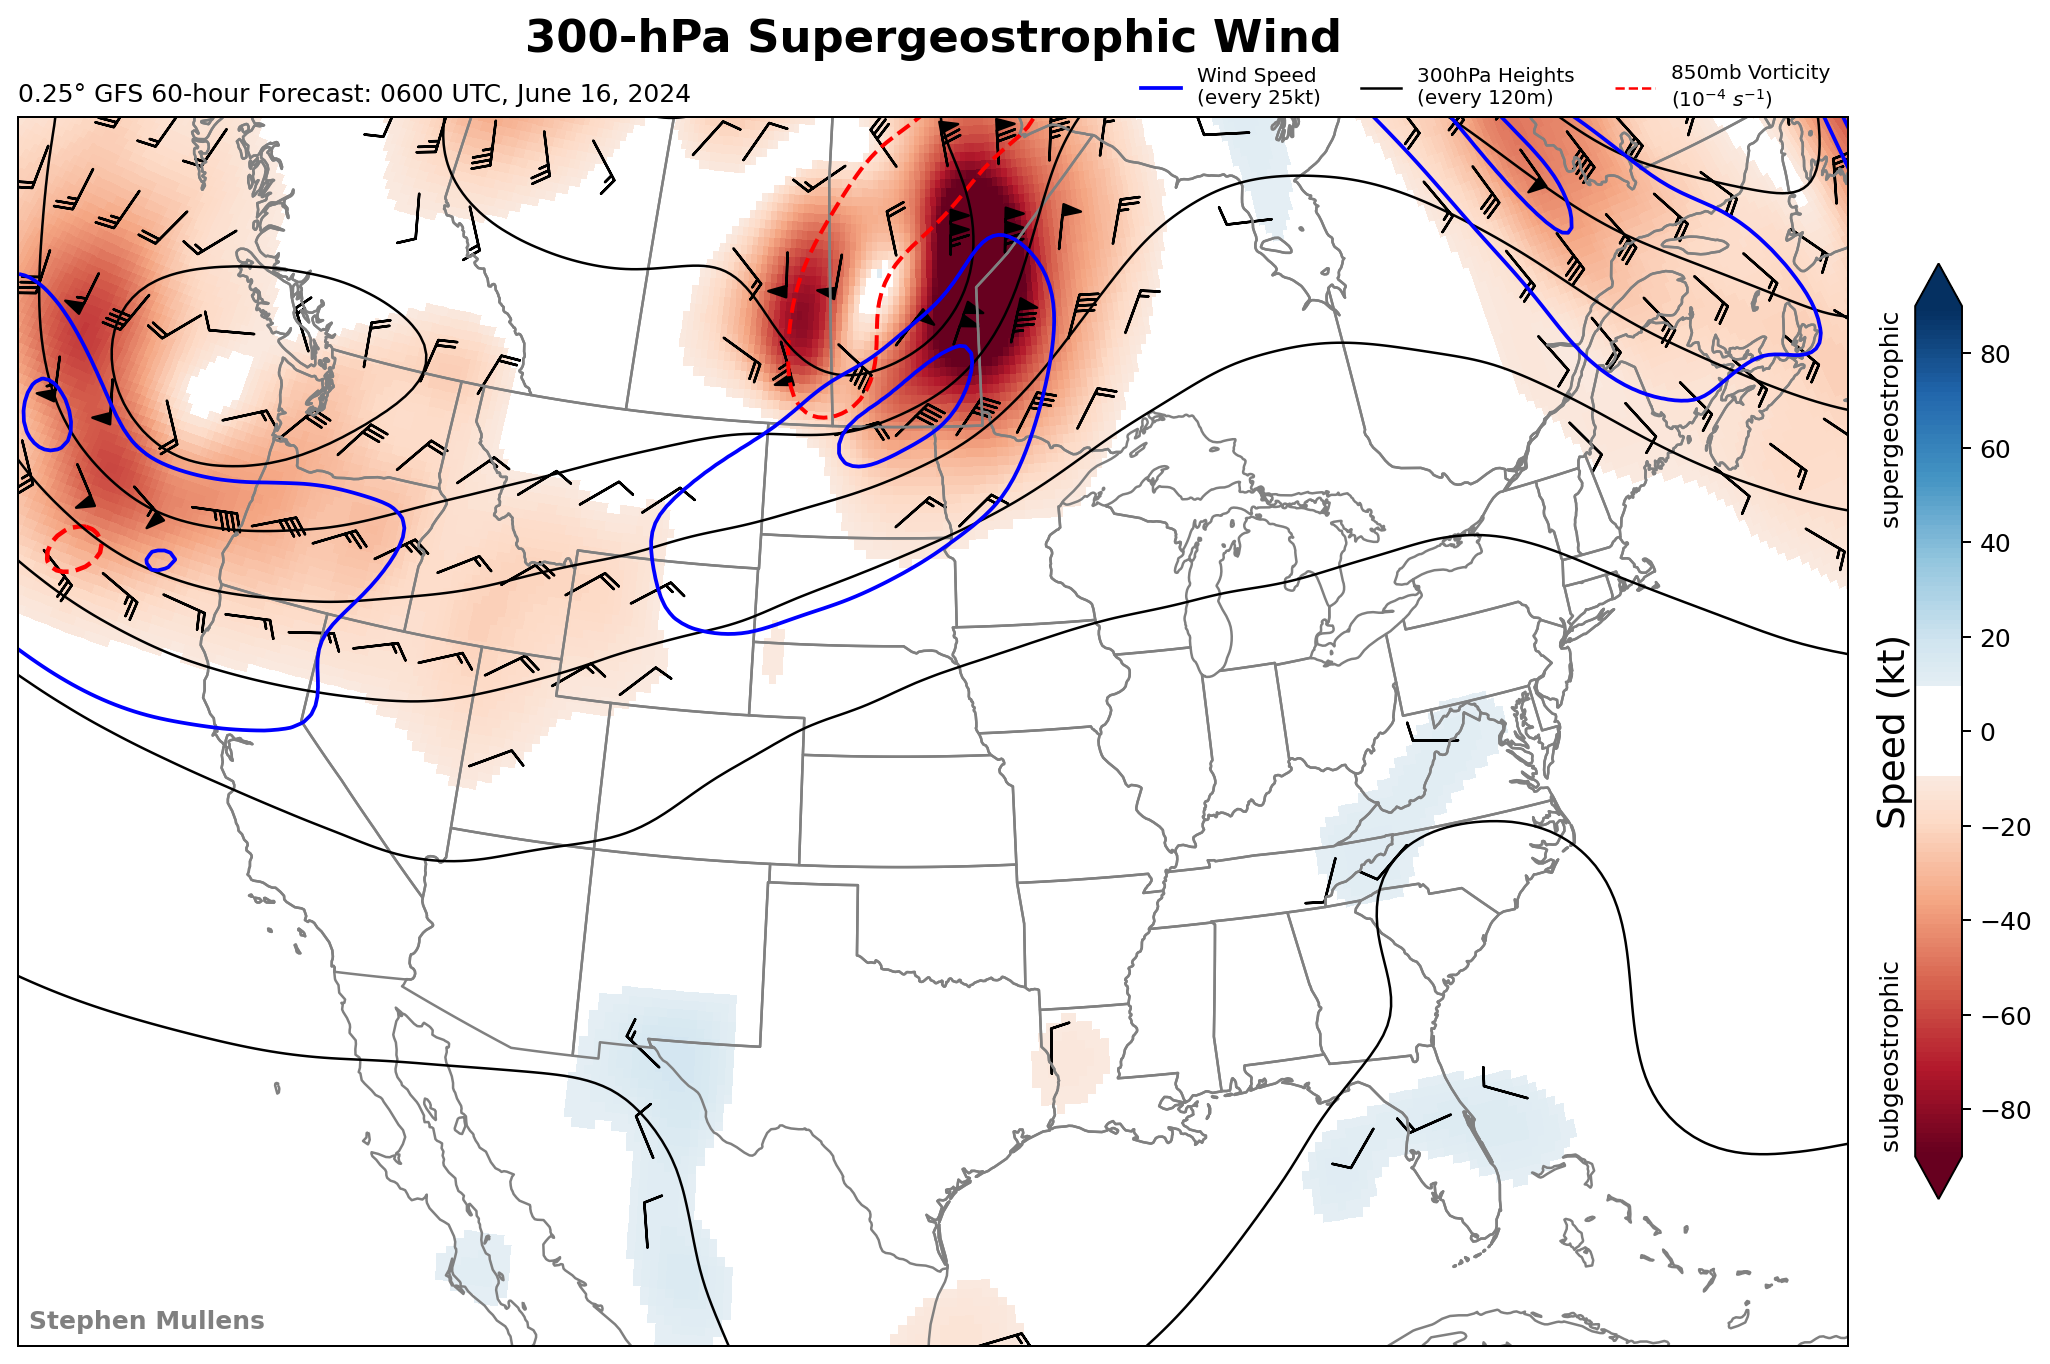 300-hPa Supergeostrophic Wind
0.25° GFS 60-hour Forecast: 0600 UTC, June 16, 2024
Wind Speed
(every 25kt)
300hPa Heights
(every 120m)
850mb Vorticity
(10⁻⁴ s⁻¹)
supergeostrophic
Speed (kt)
subgeostrophic
80
60
40
20
0
−20
−40
−60
−80
Stephen Mullens